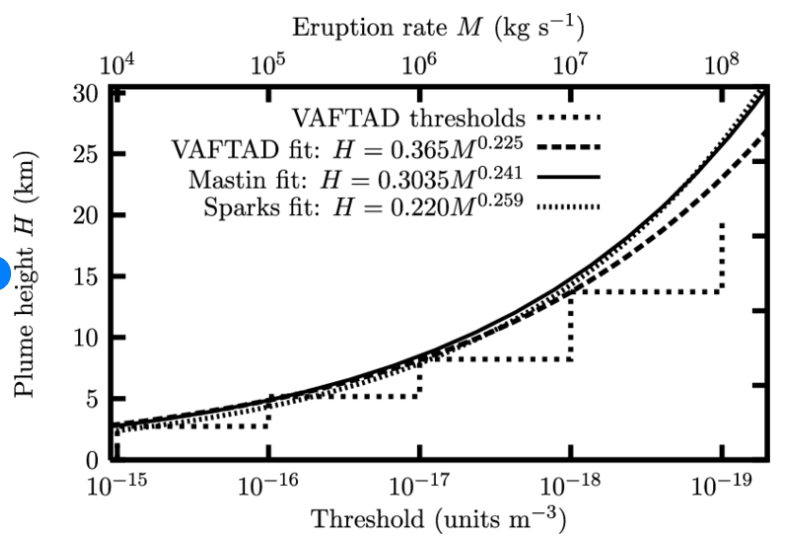 Eruption rate M (kg s⁻¹)
10⁴ 10⁵ 10⁶ 10⁷ 10⁸
30
25
20
15
10
5
0
Plume height H (km)
VAFTAD thresholds
VAFTAD fit: H = 0.365M^0.225
Mastin fit: H = 0.3035M^0.241
Sparks fit: H = 0.220M^0.259
10⁻¹⁵ 10⁻¹⁶ 10⁻¹⁷ 10⁻¹⁸ 10⁻¹⁹
Threshold (units m⁻³)